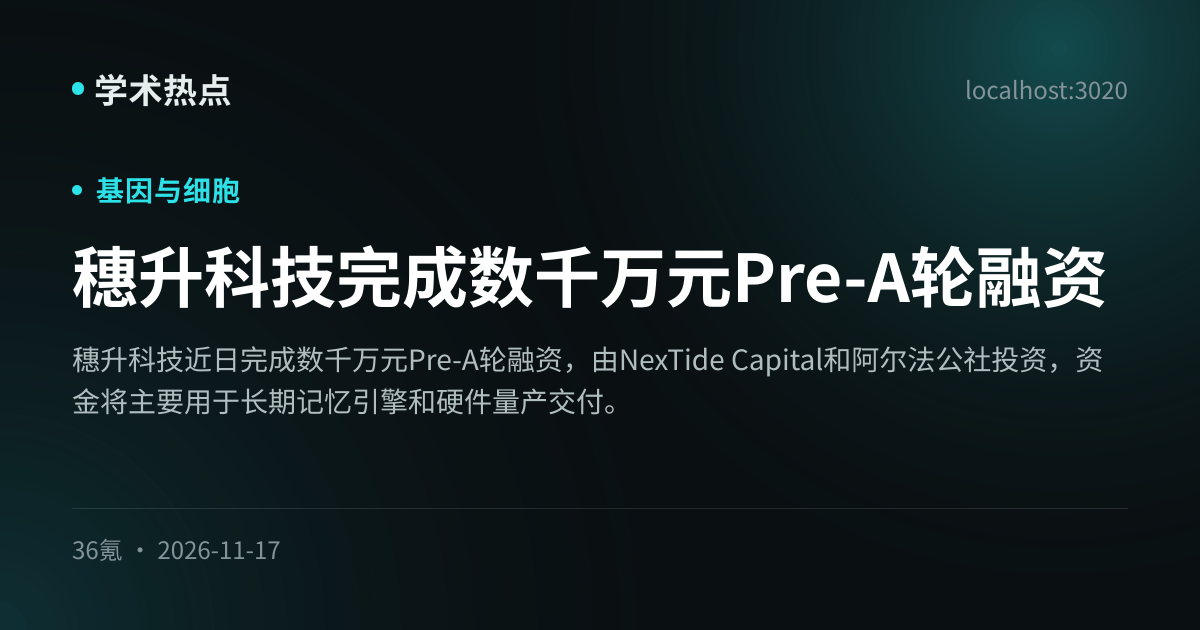 学术热点
localhost:3020
基因与细胞
穗升科技完成数千万元Pre-A轮融资
穗升科技近日完成数千万元Pre-A轮融资，由NexTide Capital和阿尔法公社投资，资
金将主要用于长期记忆引擎和硬件量产交付。
36氪 · 2026-11-17